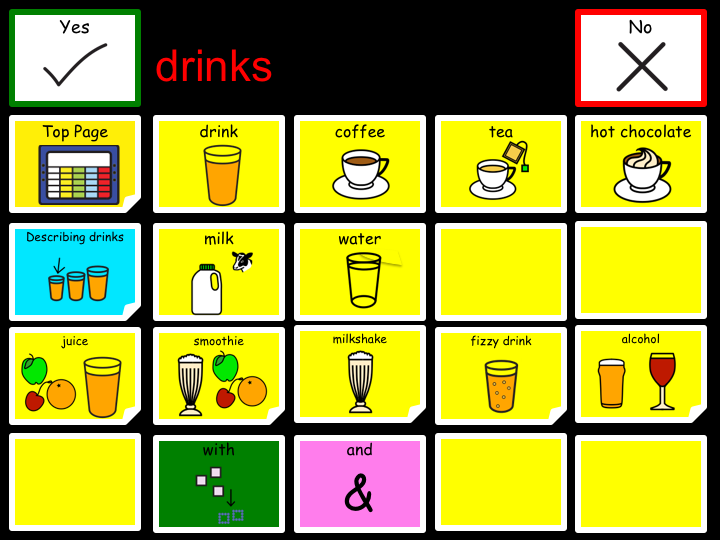 Yes
drinks
No
Top Page
drink
coffee
tea
hot chocolate
Describing drinks
milk
water
juice
smoothie
milkshake
fizzy drink
alcohol
with
and
&